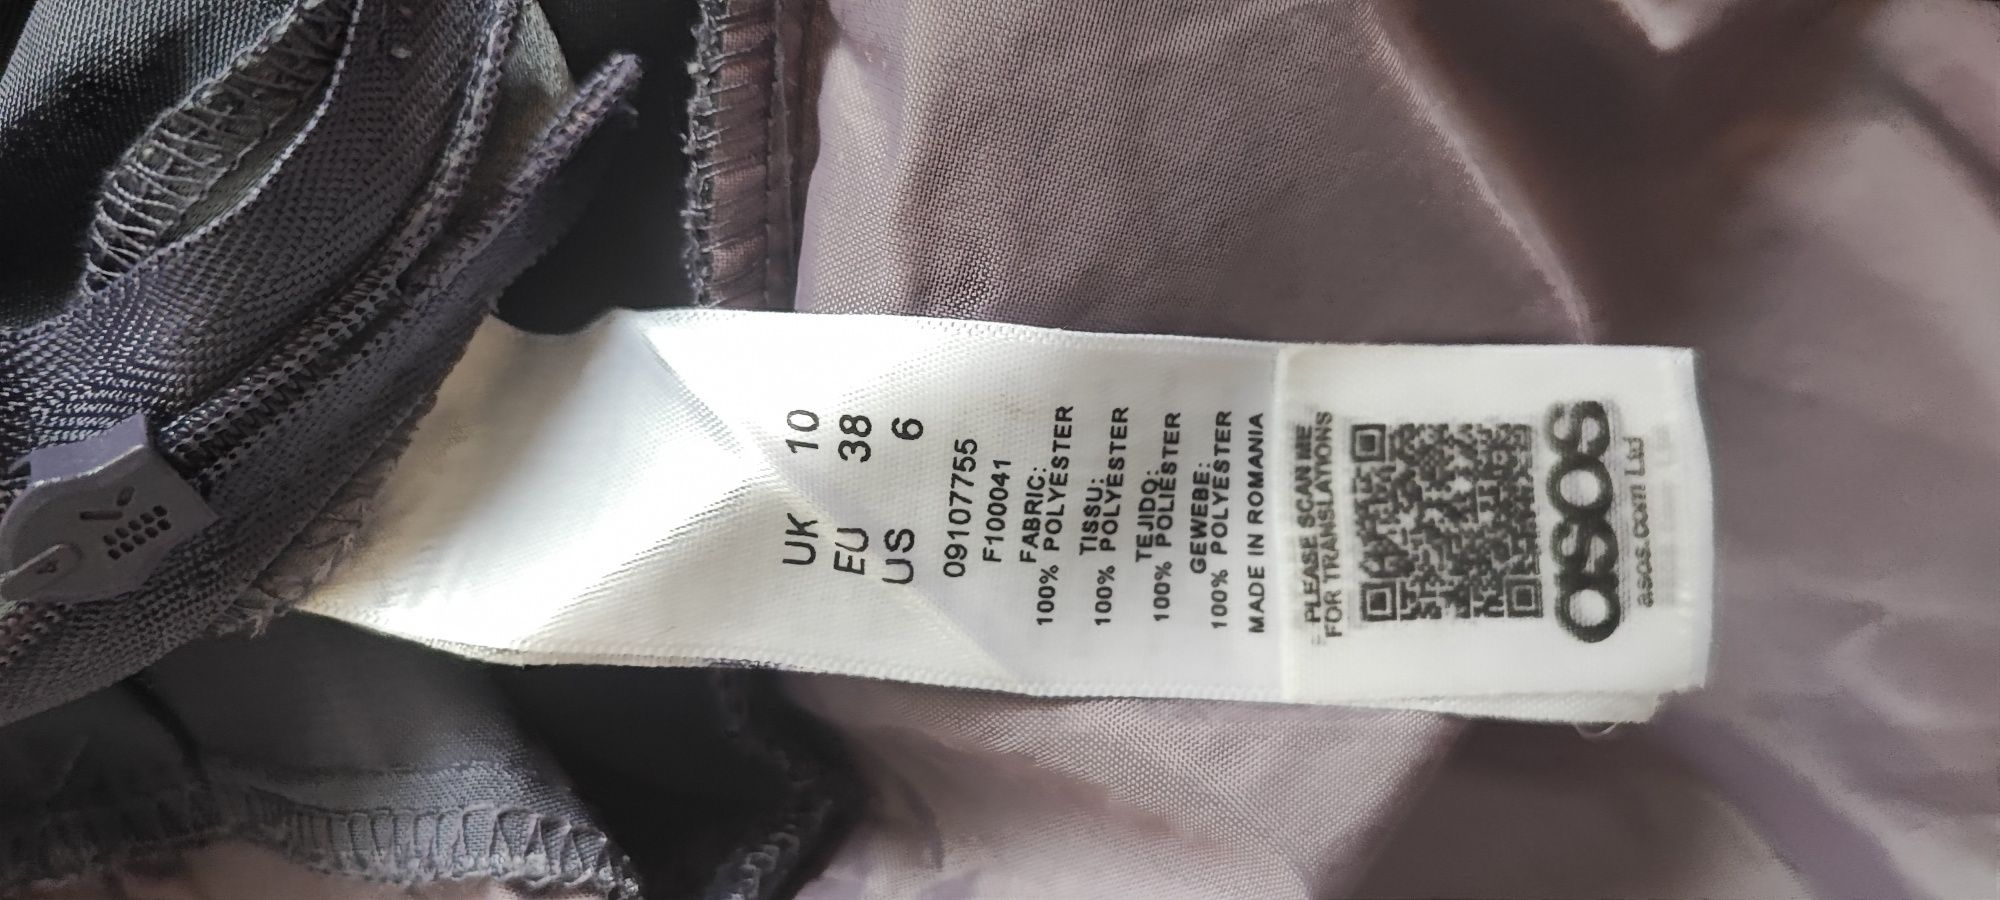 UK 10
EU 38
US 6
09107755
F100041
FABRIC:
100% POLYESTER
TISSU:
100% POLYESTER
TEJIDO:
100% POLIÉSTER
GEWEBE:
100% POLYESTER
MADE IN ROMANIA
PLEASE SCAN ME
FOR TRANSLATIONS
asos
asos.com Ltd